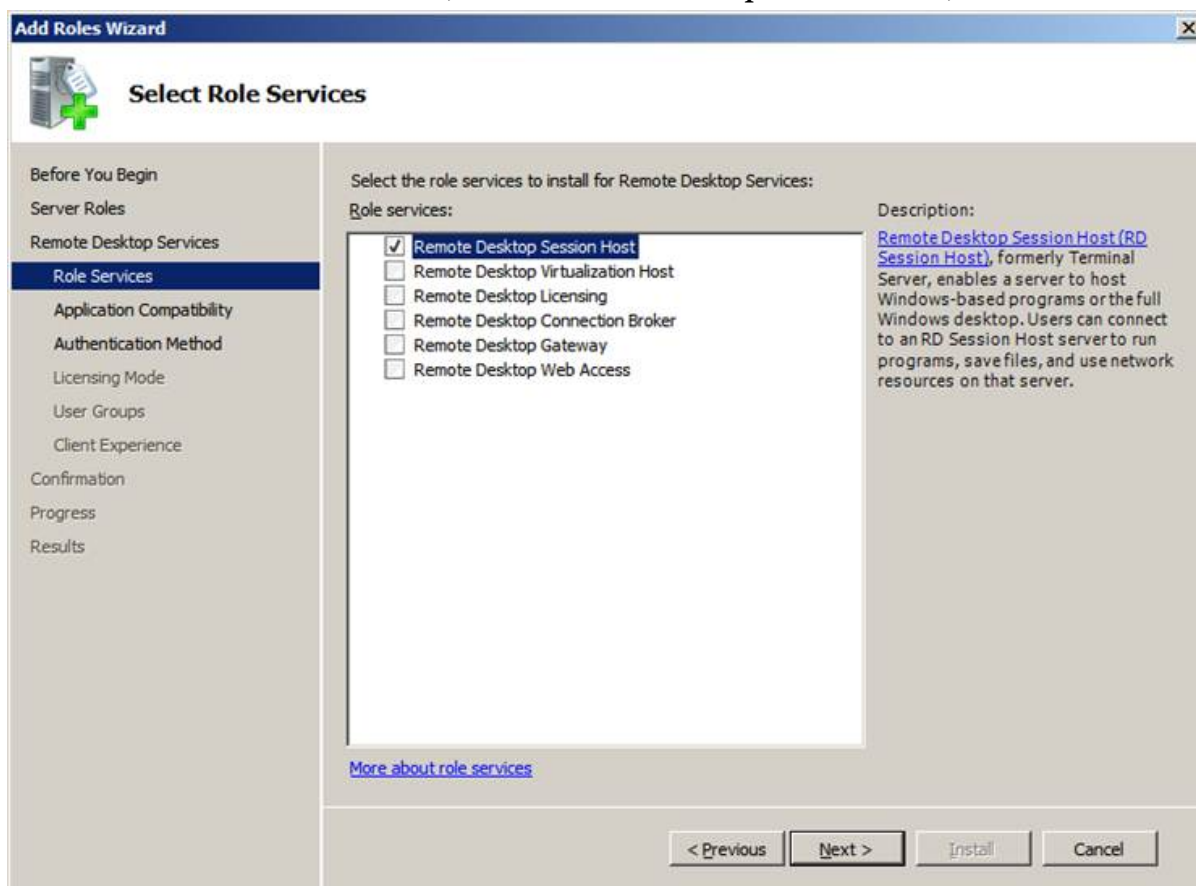 Add Roles Wizard
Select Role Services
Before You Begin
Server Roles
Remote Desktop Services
Role Services
Application Compatibility
Authentication Method
Licensing Mode
User Groups
Client Experience
Confirmation
Progress
Results
Select the role services to install for Remote Desktop Services:
Role services:
Remote Desktop Session Host
Remote Desktop Virtualization Host
Remote Desktop Licensing
Remote Desktop Connection Broker
Remote Desktop Gateway
Remote Desktop Web Access
More about role services
Description:
Remote Desktop Session Host (RD
Session Host), formerly Terminal
Server, enables a server to host
Windows-based programs or the full
Windows desktop. Users can connect
to an RD Session Host server to run
programs, save files, and use network
resources on that server.
< Previous
Next >
Install
Cancel